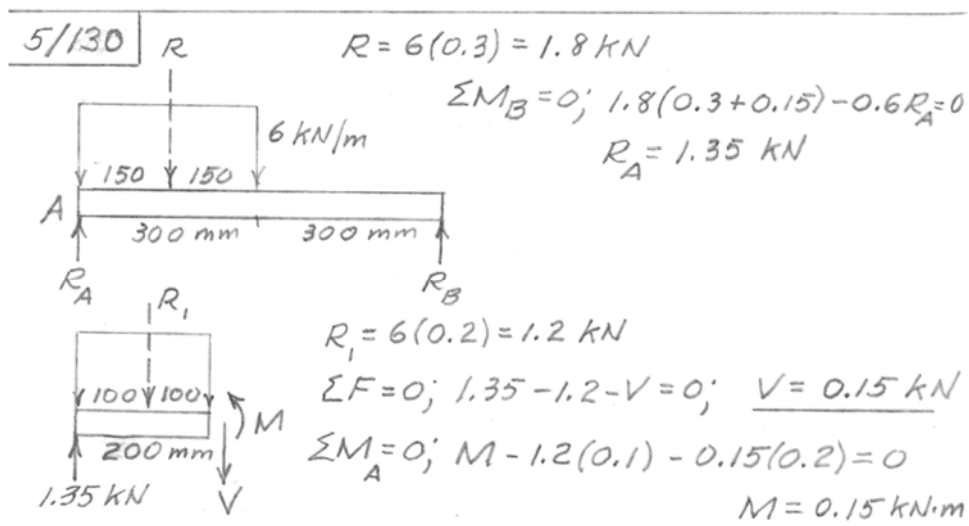 5/130
R
R = 6(0.3) = 1.8 kN
ΣM_B = 0; 1.8(0.3+0.15) - 0.6R_A = 0
6 kN/m
R_A = 1.35 kN
150 150
A
300 mm 300 mm
R_A R_B
R₁
R₁ = 6(0.2) = 1.2 kN
100 100
M
ΣF = 0; 1.35 - 1.2 - V = 0; V = 0.15 kN
200 mm
ΣM_A = 0; M - 1.2(0.1) - 0.15(0.2) = 0
1.35 kN
V
M = 0.15 kN·m